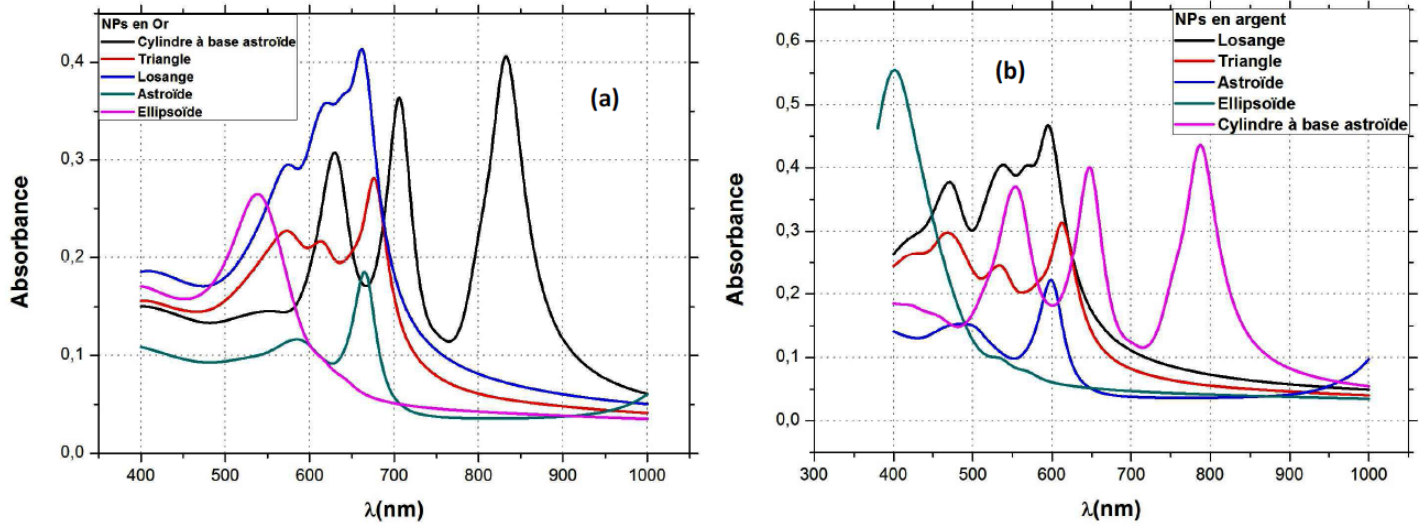 NPs en Or
Cylindre à base astroïde
Triangle
Losange
Astroïde
Ellipsoïde
(a)
0,4
0,3
0,2
0,1
0,0
Absorbance
400 500 600 700 800 900 1000
λ(nm)
NPs en argent
Losange
Triangle
Astroïde
Ellipsoïde
Cylindre à base astroïde
(b)
0,6
0,5
0,4
0,3
0,2
0,1
0,0
Absorbance
300 400 500 600 700 800 900 1000
λ(nm)